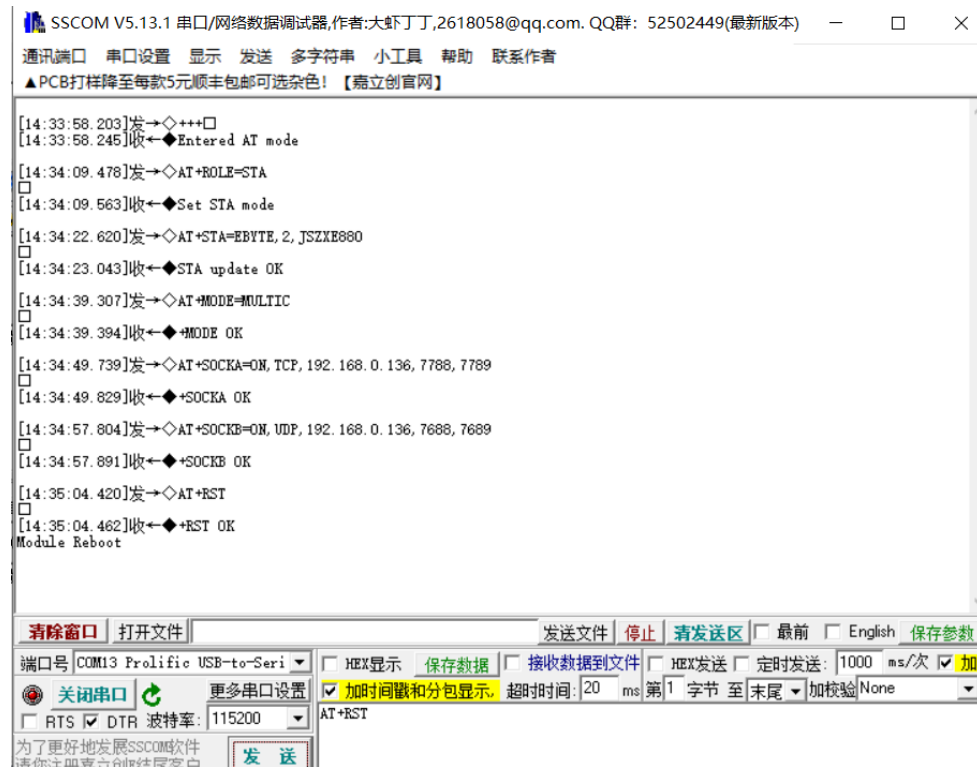 SSCOM V5.13.1 串口/网络数据调试器,作者:大虾丁丁,2618058@qq.com. QQ群：52502449(最新版本)
通讯端口 串口设置 显示 发送 多字符串 小工具 帮助 联系作者
▲PCB打样降至每款5元顺丰包邮可选杂色！【嘉立创官网】
[14:33:58.203]发→◇+++□
[14:33:58.245]收←◆Entered AT mode
[14:34:09.478]发→◇AT+ROLE=STA
□
[14:34:09.563]收←◆Set STA mode
[14:34:22.620]发→◇AT+STA=EBYTE,2,JSZXE880
□
[14:34:23.043]收←◆STA update OK
[14:34:39.307]发→◇AT+MODE=MULTIC
□
[14:34:39.394]收←◆+MODE OK
[14:34:49.739]发→◇AT+SOCKA=ON,TCP,192.168.0.136,7788,7789
□
[14:34:49.829]收←◆+SOCKA OK
[14:34:57.804]发→◇AT+SOCKB=ON,UDP,192.168.0.136,7688,7689
□
[14:34:57.891]收←◆+SOCKB OK
[14:35:04.420]发→◇AT+RST
□
[14:35:04.462]收←◆+RST OK
Module Reboot
清除窗口 打开文件 发送文件 停止 清发送区 最前 English 保存参数
端口号 COM13 Prolific USB-to-Seri HEX显示 保存数据 接收数据到文件 HEX发送 定时发送: 1000 ms/次 加
关闭串口 更多串口设置 加时间戳和分包显示, 超时时间: 20 ms 第1 字节 至 末尾 加校验 None
RTS DTR 波特率: 115200 AT+RST
为了更好地发展SSCOM软件
发 送